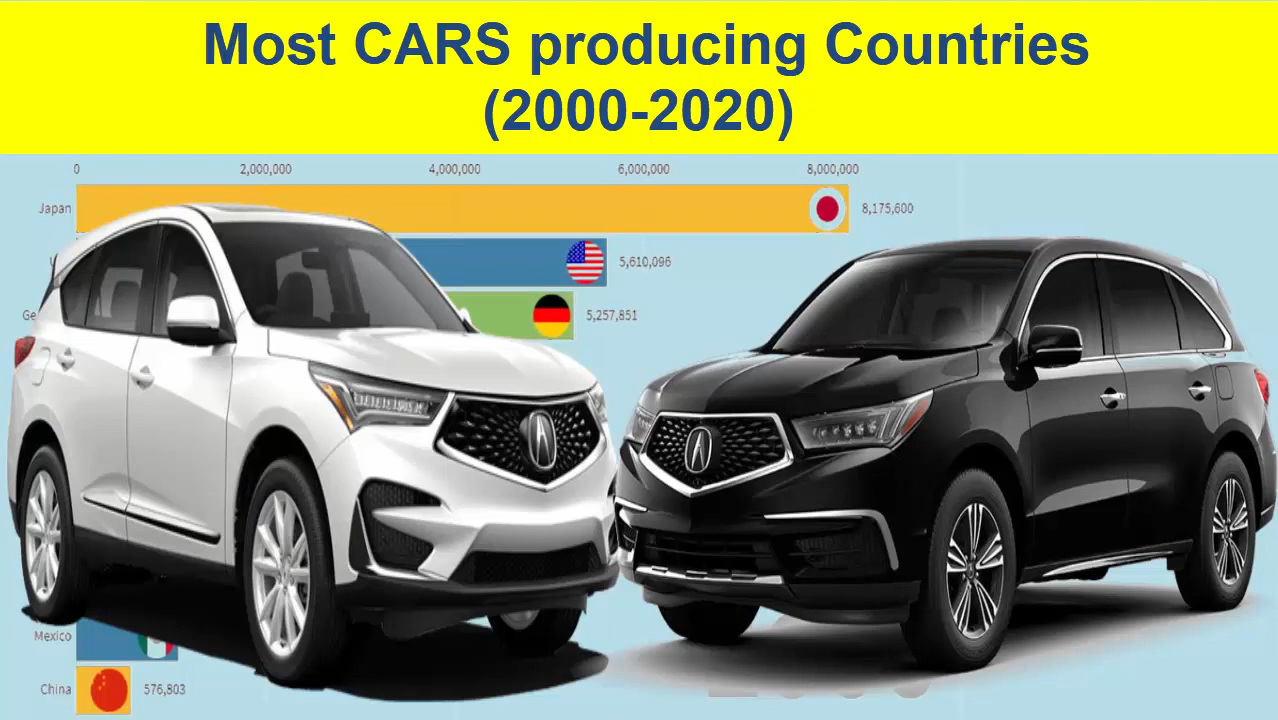 Most CARS producing Countries
(2000-2020)
0 2,000,000 4,000,000 6,000,000 8,000,000
Japan 8,175,600
5,610,096
Ge 5,257,851
Mexico
China 576,803